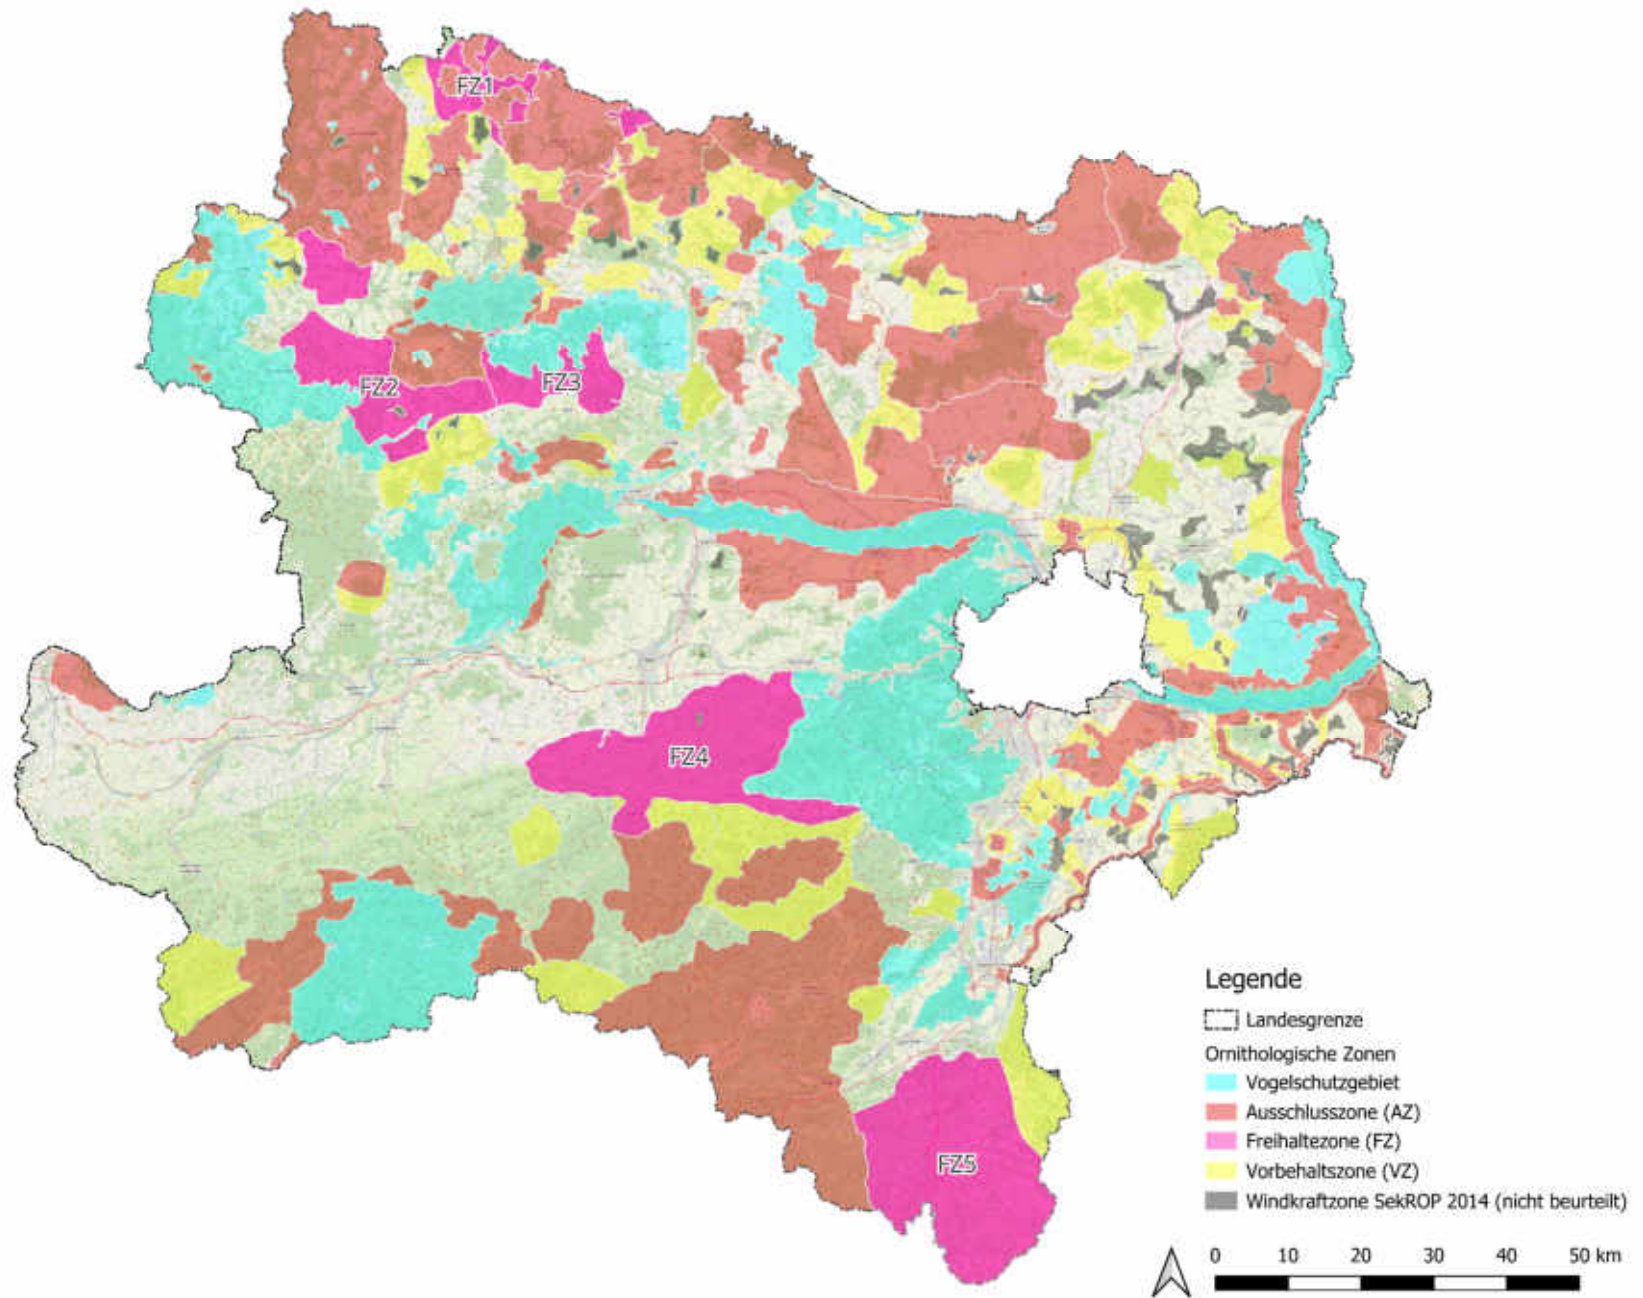 FZ1
FZ2
FZ3
FZ4
FZ5
Legende
Landesgrenze
Ornithologische Zonen
Vogelschutzgebiet
Ausschlusszone (AZ)
Freihaltezone (FZ)
Vorbehaltszone (VZ)
Windkraftzone SekROP 2014 (nicht beurteilt)
0 10 20 30 40 50 km